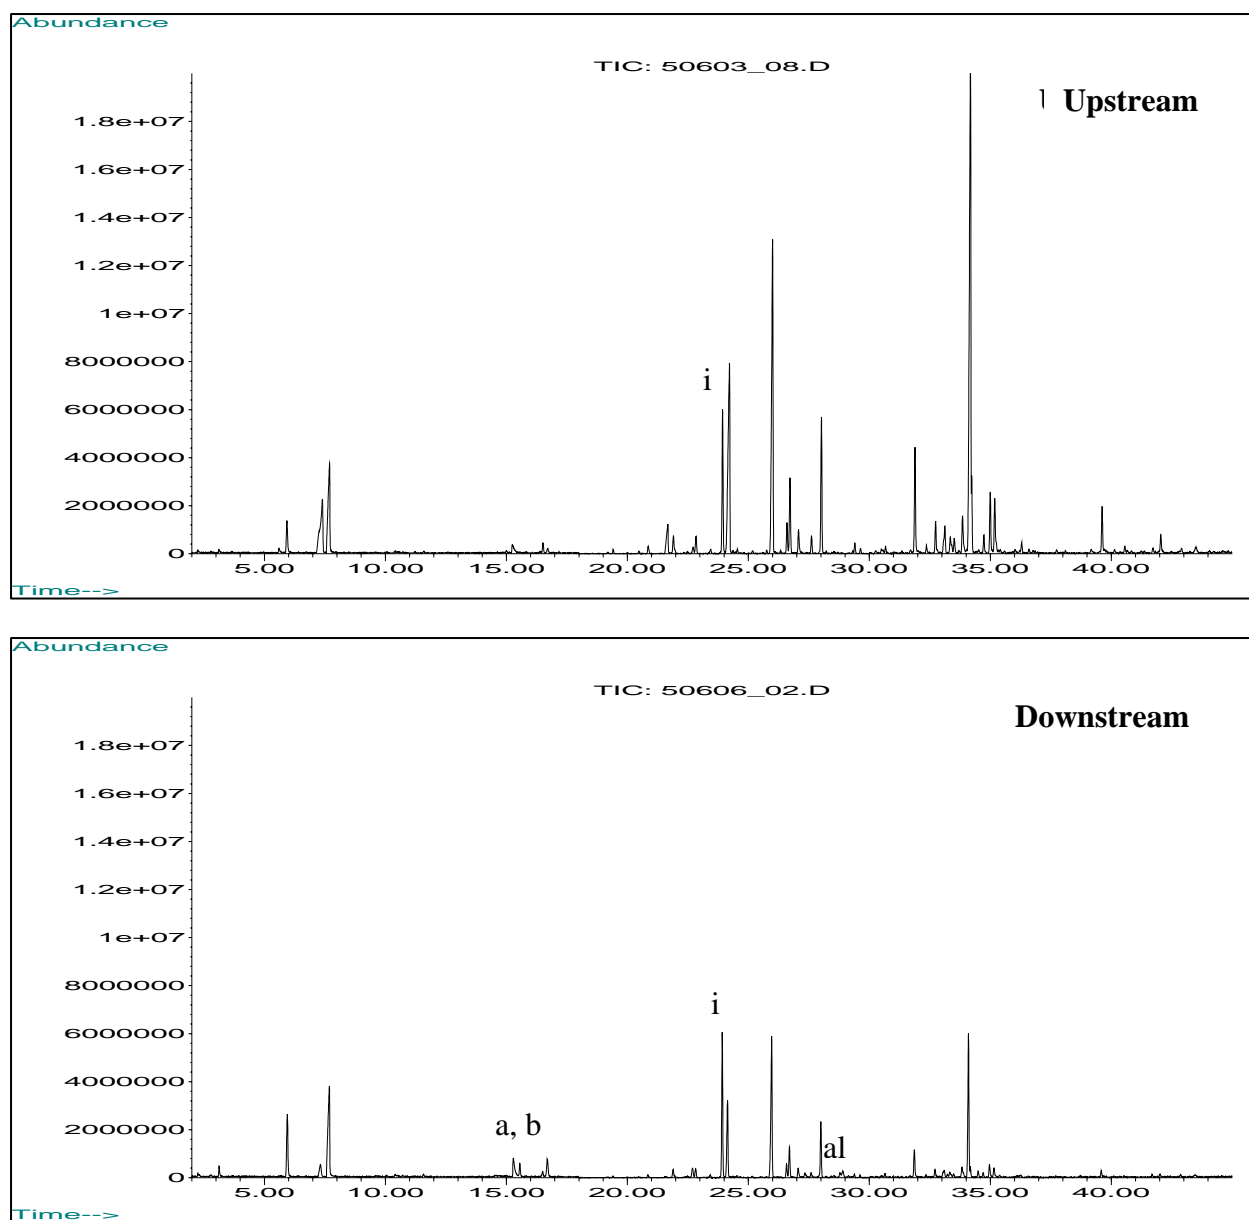 Abundance
TIC: 50603_08.D
Upstream
1.8e+07
1.6e+07
1.4e+07
1.2e+07
1e+07
8000000
i
6000000
4000000
2000000
0
5.00 10.00 15.00 20.00 25.00 30.00 35.00 40.00
Time-->
Abundance
TIC: 50606_02.D
Downstream
1.8e+07
1.6e+07
1.4e+07
1.2e+07
1e+07
8000000
i
6000000
4000000
2000000
a, b
al
0
5.00 10.00 15.00 20.00 25.00 30.00 35.00 40.00
Time-->